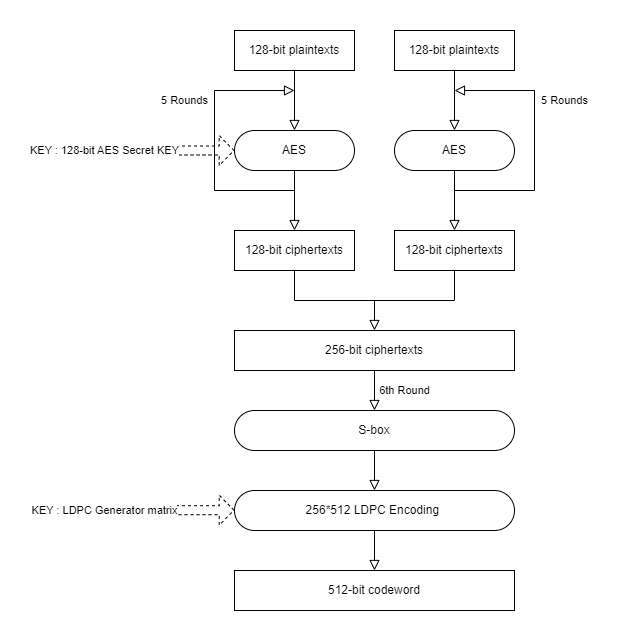 128-bit plaintexts
128-bit plaintexts
5 Rounds
5 Rounds
KEY : 128-bit AES Secret KEY
AES
AES
128-bit ciphertexts
128-bit ciphertexts
256-bit ciphertexts
6th Round
S-box
KEY : LDPC Generator matrix
256*512 LDPC Encoding
512-bit codeword